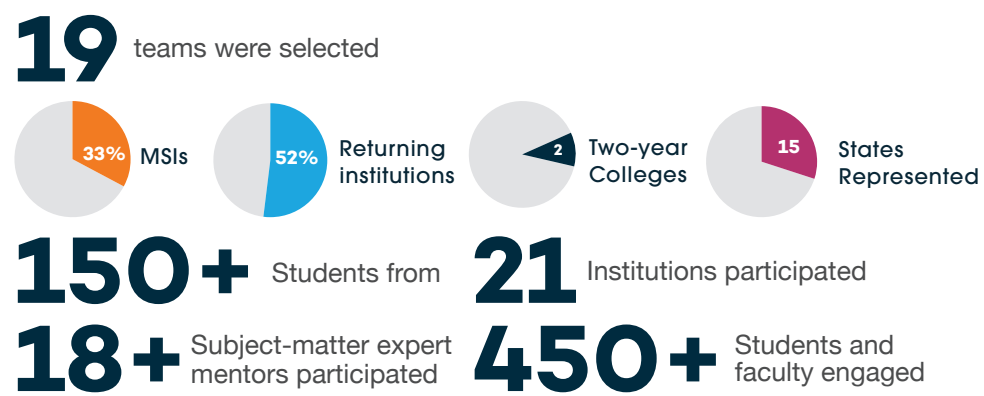 19 teams were selected
33% MSIs
52% Returning
institutions
2 Two-year
Colleges
15 States
Represented
150+ Students from
21 Institutions participated
18+ Subject-matter expert
mentors participated
450+ Students and
faculty engaged